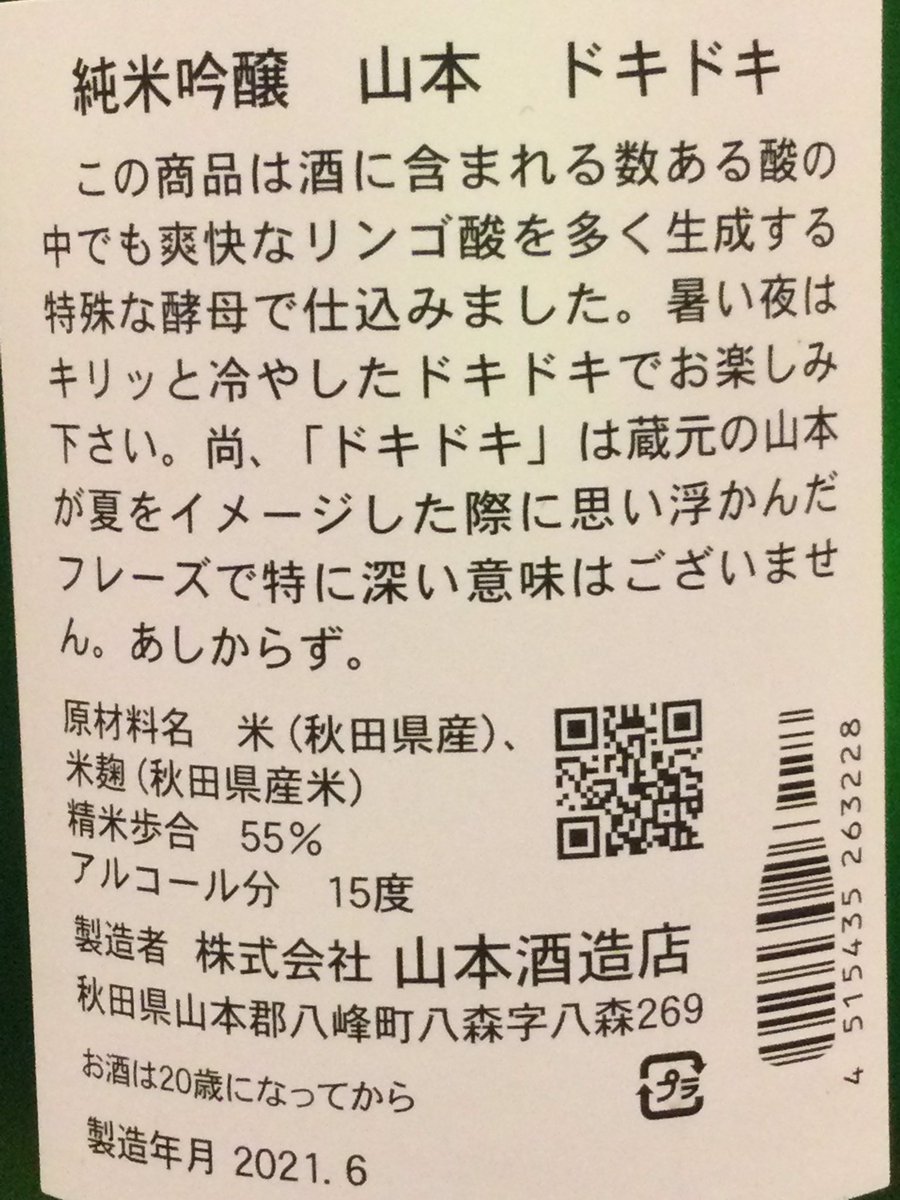 純米吟醸 山本 ドキドキ
この商品は酒に含まれる数ある酸の
中でも爽快なリンゴ酸を多く生成する
特殊な酵母で仕込みました。暑い夜は
キリッと冷やしたドキドキでお楽しみ
下さい。尚、「ドキドキ」は蔵元の山本
が夏をイメージした際に思い浮かんだ
フレーズで特に深い意味はございませ
ん。あしからず。
原材料名 米(秋田県産)、
米麹(秋田県産米)
精米歩合 55%
アルコール分 15度
製造者 株式会社 山本酒造店
秋田県山本郡八峰町八森字八森269
お酒は20歳になってから
製造年月 2021.6
プラ
4 515435 263228